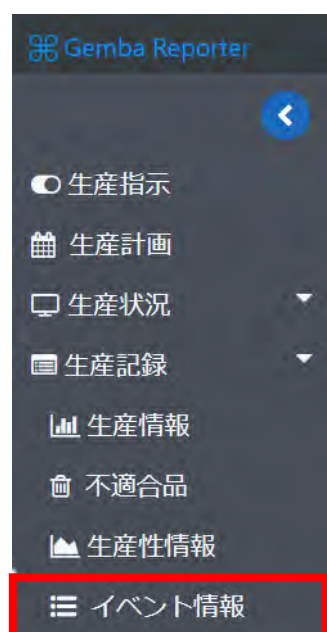 Gemba Reporter
生産指示
生産計画
生産状況
生産記録
生産情報
不適合品
生産性情報
イベント情報